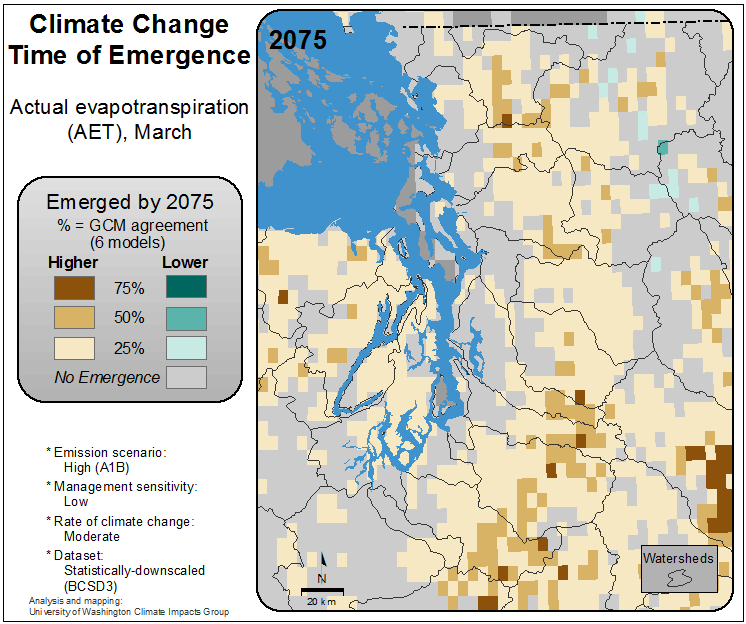 Climate Change
Time of Emergence
Actual evapotranspiration
(AET), March
Emerged by 2075
% = GCM agreement
(6 models)
Higher Lower
75%
50%
25%
No Emergence
* Emission scenario:
High (A1B)
* Management sensitivity:
Low
* Rate of climate change:
Moderate
* Dataset:
Statistically-downscaled
(BCSD3)
Analysis and mapping:
University of Washington Climate Impacts Group
2075
N
20 km
Watersheds